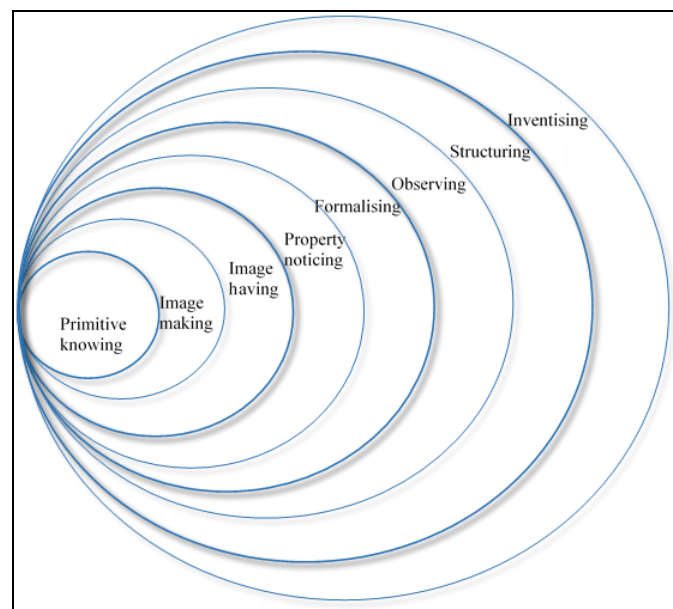 Inventising
Structuring
Observing
Formalising
Property
noticing
Image
having
Image
making
Primitive
knowing